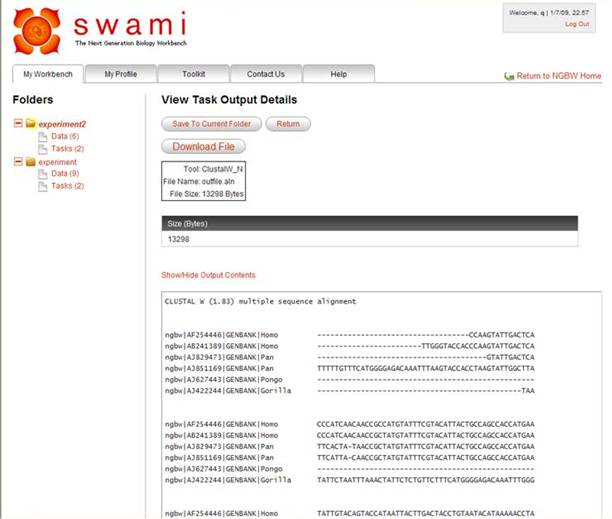 swami
The Next Generation Biology Workbench
Welcome, q | 1/7/09, 22:57
Log Out
My Workbench My Profile Toolkit Contact Us Help
Return to NGBW Home
Folders
experiment2
Data (6)
Tasks (2)
experiment
Data (9)
Tasks (2)
View Task Output Details
Save To Current Folder Return
Download File
Tool: ClustalW_N
File Name: outfile.aln
File Size: 13298 Bytes
Size (Bytes)
13298
Show/Hide Output Contents
CLUSTAL W (1.83) multiple sequence alignment
ngbw|AF254446|GENBANK|Homo -----------------------------------CCAAGTATTGACTCA
ngbw|AB241389|GENBANK|Homo ------------------------TTGGGTACCACCCAAGTATTGACTCA
ngbw|AJ829473|GENBANK|Pan ---------------------------------------GTATTGACTCA
ngbw|AJ851169|GENBANK|Pan TTTTTGTTTCATGGGGAGACAAATTTAAGTACCACCTAAGTATTGGCTTA
ngbw|AJ627443|GENBANK|Pongo --------------------------------------------------
ngbw|AJ422244|GENBANK|Gorilla -----------------------------------------------TAA
ngbw|AF254446|GENBANK|Homo CCCATCAACAACCGCCATGTATTTCGTACATTACTGCCAGCCACCATGAA
ngbw|AB241389|GENBANK|Homo CCCATCAACAACCGCTATGTATTTCGTACATTACTGCCAGCCACCATGAA
ngbw|AJ829473|GENBANK|Pan TTCACTA-TAACCGCTATGTATTTCGTACATTACTGCCAGCCACCATGAA
ngbw|AJ851169|GENBANK|Pan TTCATTA-CAACCGCTATGTATTTCGTACATTACTGCCAGCCACCATGAA
ngbw|AJ627443|GENBANK|Pongo --------------------------------------------------
ngbw|AJ422244|GENBANK|Gorilla TATTCTAATTTAAACTATTCTCTGTTCTTTCATGGGGAGACAAATTTGGG
ngbw|AF254446|GENBANK|Homo TATTGTACAGTACCATAATTACTTGACTACCTGTAATACATAAAAACCTA